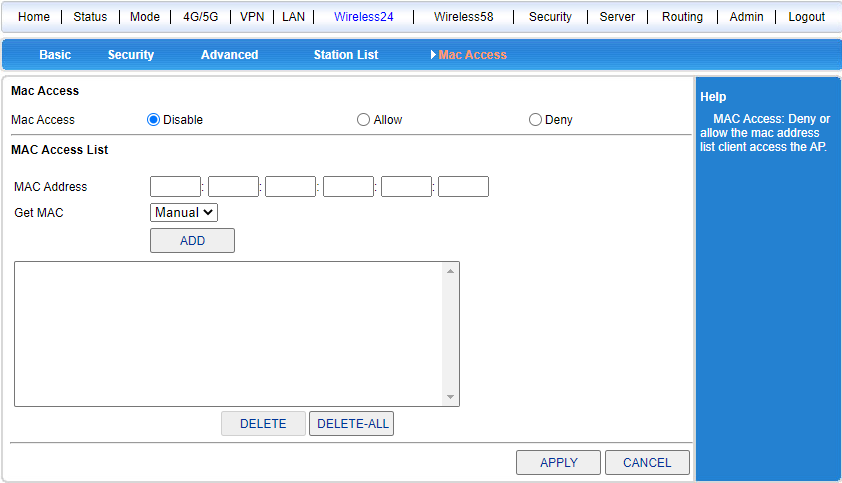 Home Status Mode 4G/5G VPN LAN Wireless24 Wireless58 Security Server Routing Admin Logout
Basic Security Advanced Station List Mac Access
Mac Access
Mac Access Disable Allow Deny
MAC Access List
MAC Address : : : : :
Get MAC Manual
ADD
DELETE DELETE-ALL
APPLY CANCEL
Help
MAC Access: Deny or
allow the mac address
list client access the AP.